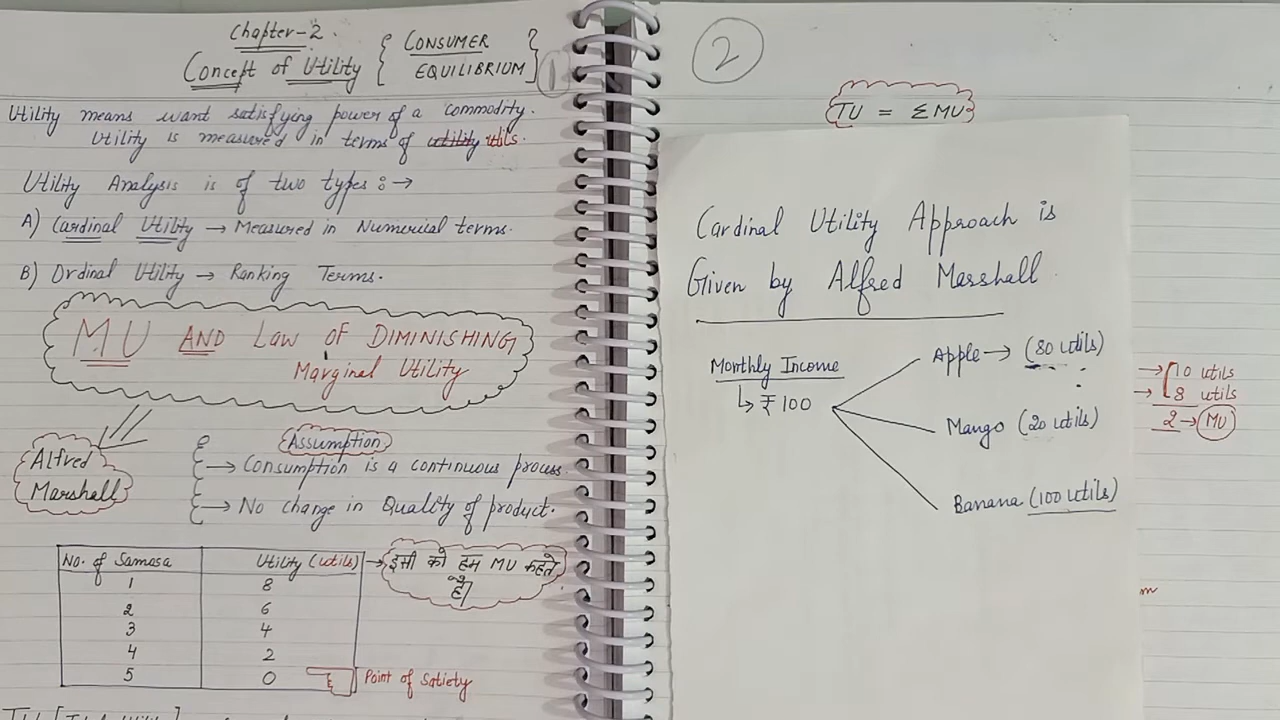 Chapter-2.
Concept of Utility { CONSUMER
EQUILIBRIUM }
1
Utility means want satisfying power of a commodity.
Utility is measured in terms of utility utils.
Utility Analysis is of two types :→
A) Cardinal Utility → Measured in Numerical terms.
B) Ordinal Utility → Ranking Terms.
MU AND Law OF DIMINISHING
Marginal Utility
Alfred
Marshall
Assumption
→ Consumption is a continuous process.
→ No change in Quality of product.
No. of Samosa Utility (utils) → इसी को हम MU कहते
है।
1 8
2 6
3 4
4 2
5 0 Point of Satiety
2
TU = ΣMU
Cardinal Utility Approach is
Given by Alfred Marshall
Monthly Income
↳ ₹100
Apple → (80 utils)
Mango (20 utils)
Banana (100 utils)
→ 10 utils
→ 8 utils
2 → MU